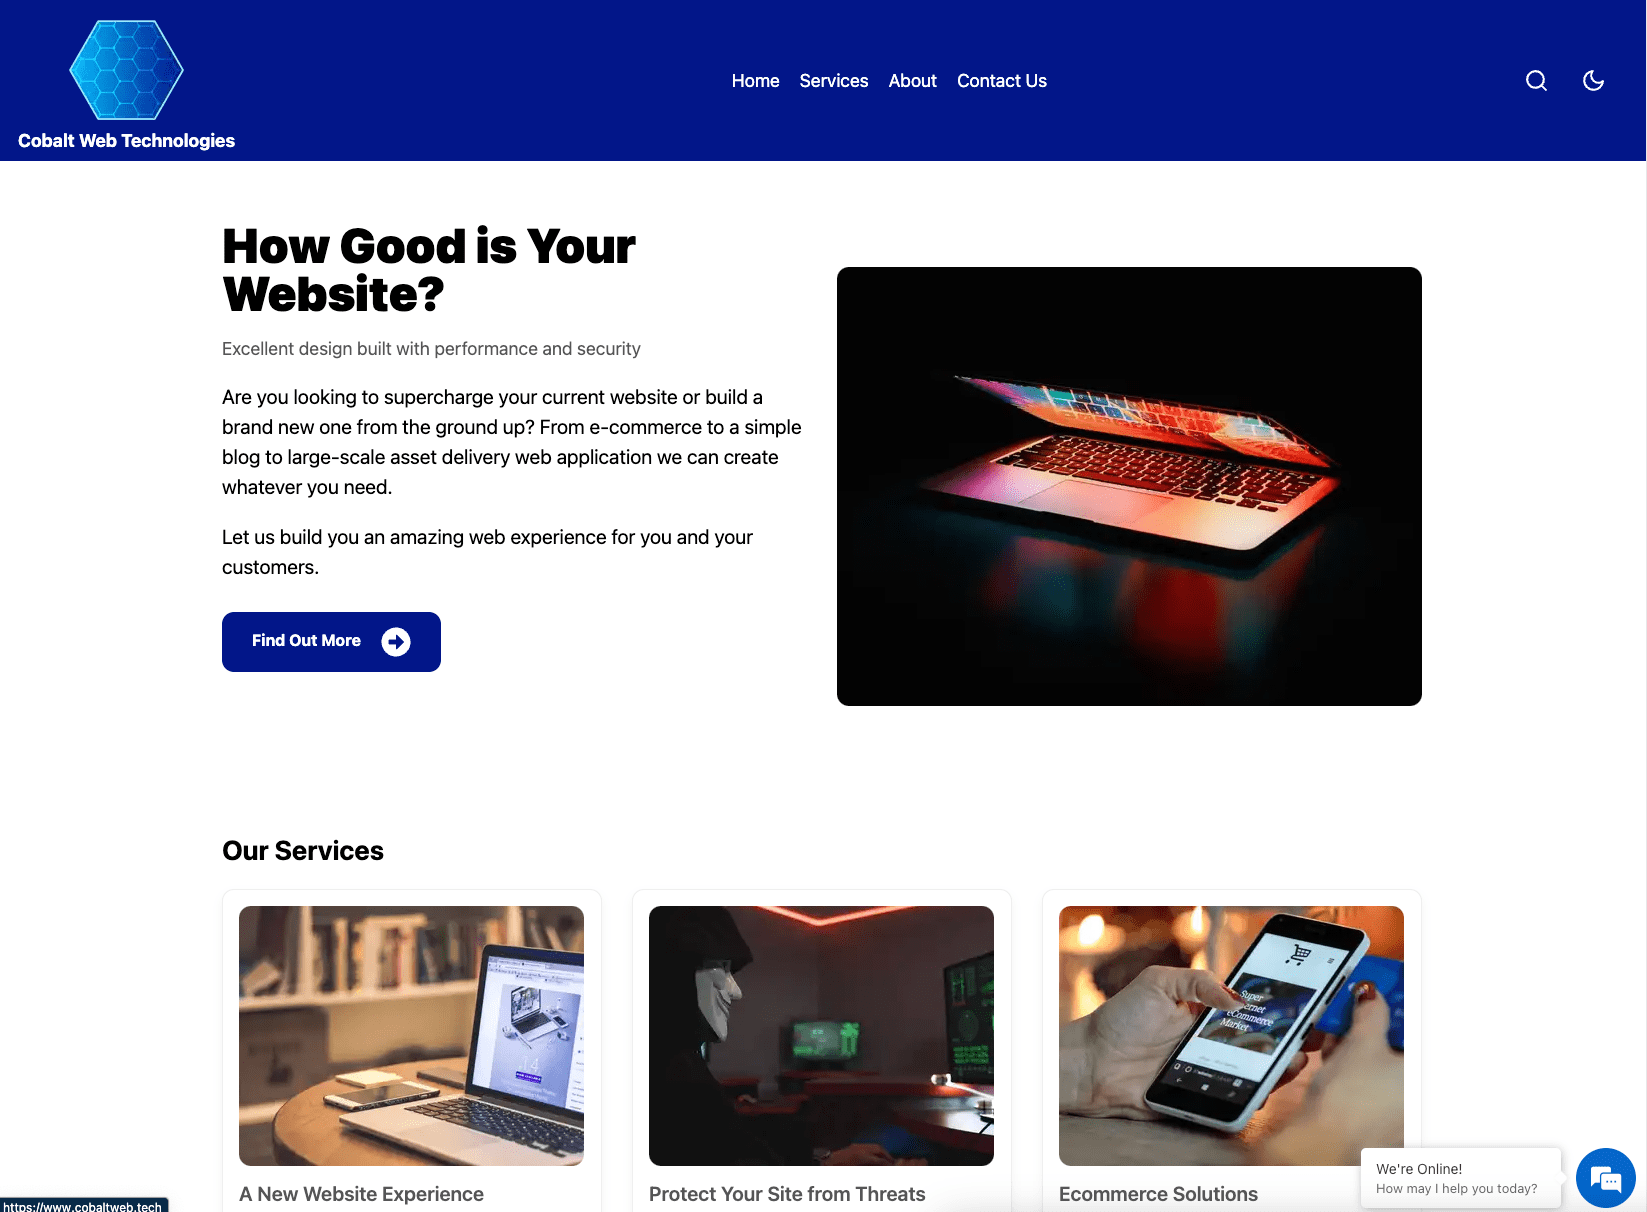 Cobalt Web Technologies
Home Services About Contact Us
How Good is Your
Website?
Excellent design built with performance and security
Are you looking to supercharge your current website or build a
brand new one from the ground up? From e-commerce to a simple
blog to large-scale asset delivery web application we can create
whatever you need.
Let us build you an amazing web experience for you and your
customers.
Find Out More
Our Services
Super
eCommerce
Market
A New Website Experience
Protect Your Site from Threats
Ecommerce Solutions
We're Online!
How may I help you today?
https://www.cobaltweb.tech